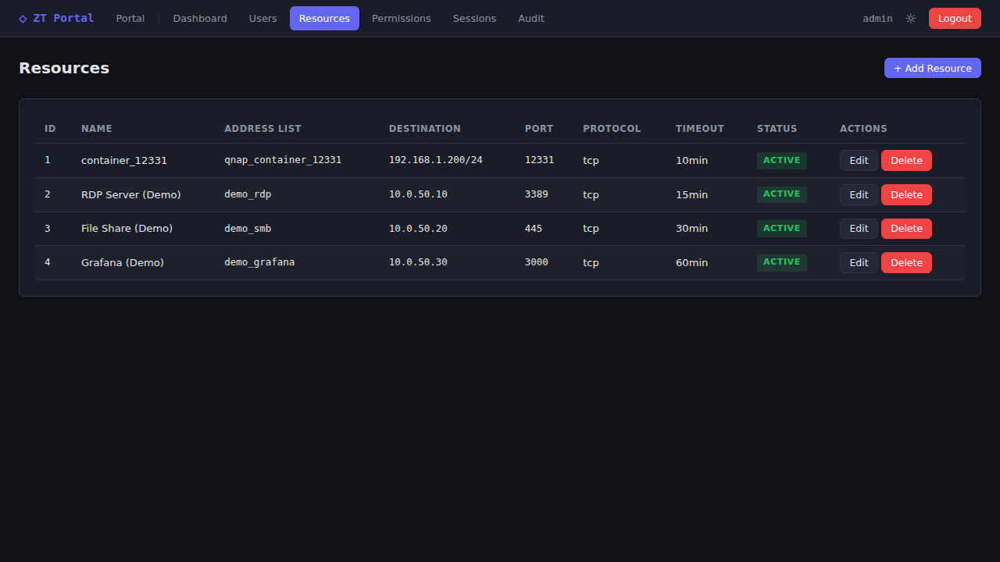 ◇ ZT Portal Portal | Dashboard Users Resources Permissions Sessions Audit admin Logout
Resources + Add Resource
ID NAME ADDRESS LIST DESTINATION PORT PROTOCOL TIMEOUT STATUS ACTIONS
1 container_12331 qnap_container_12331 192.168.1.200/24 12331 tcp 10min ACTIVE Edit Delete
2 RDP Server (Demo) demo_rdp 10.0.50.10 3389 tcp 15min ACTIVE Edit Delete
3 File Share (Demo) demo_smb 10.0.50.20 445 tcp 30min ACTIVE Edit Delete
4 Grafana (Demo) demo_grafana 10.0.50.30 3000 tcp 60min ACTIVE Edit Delete